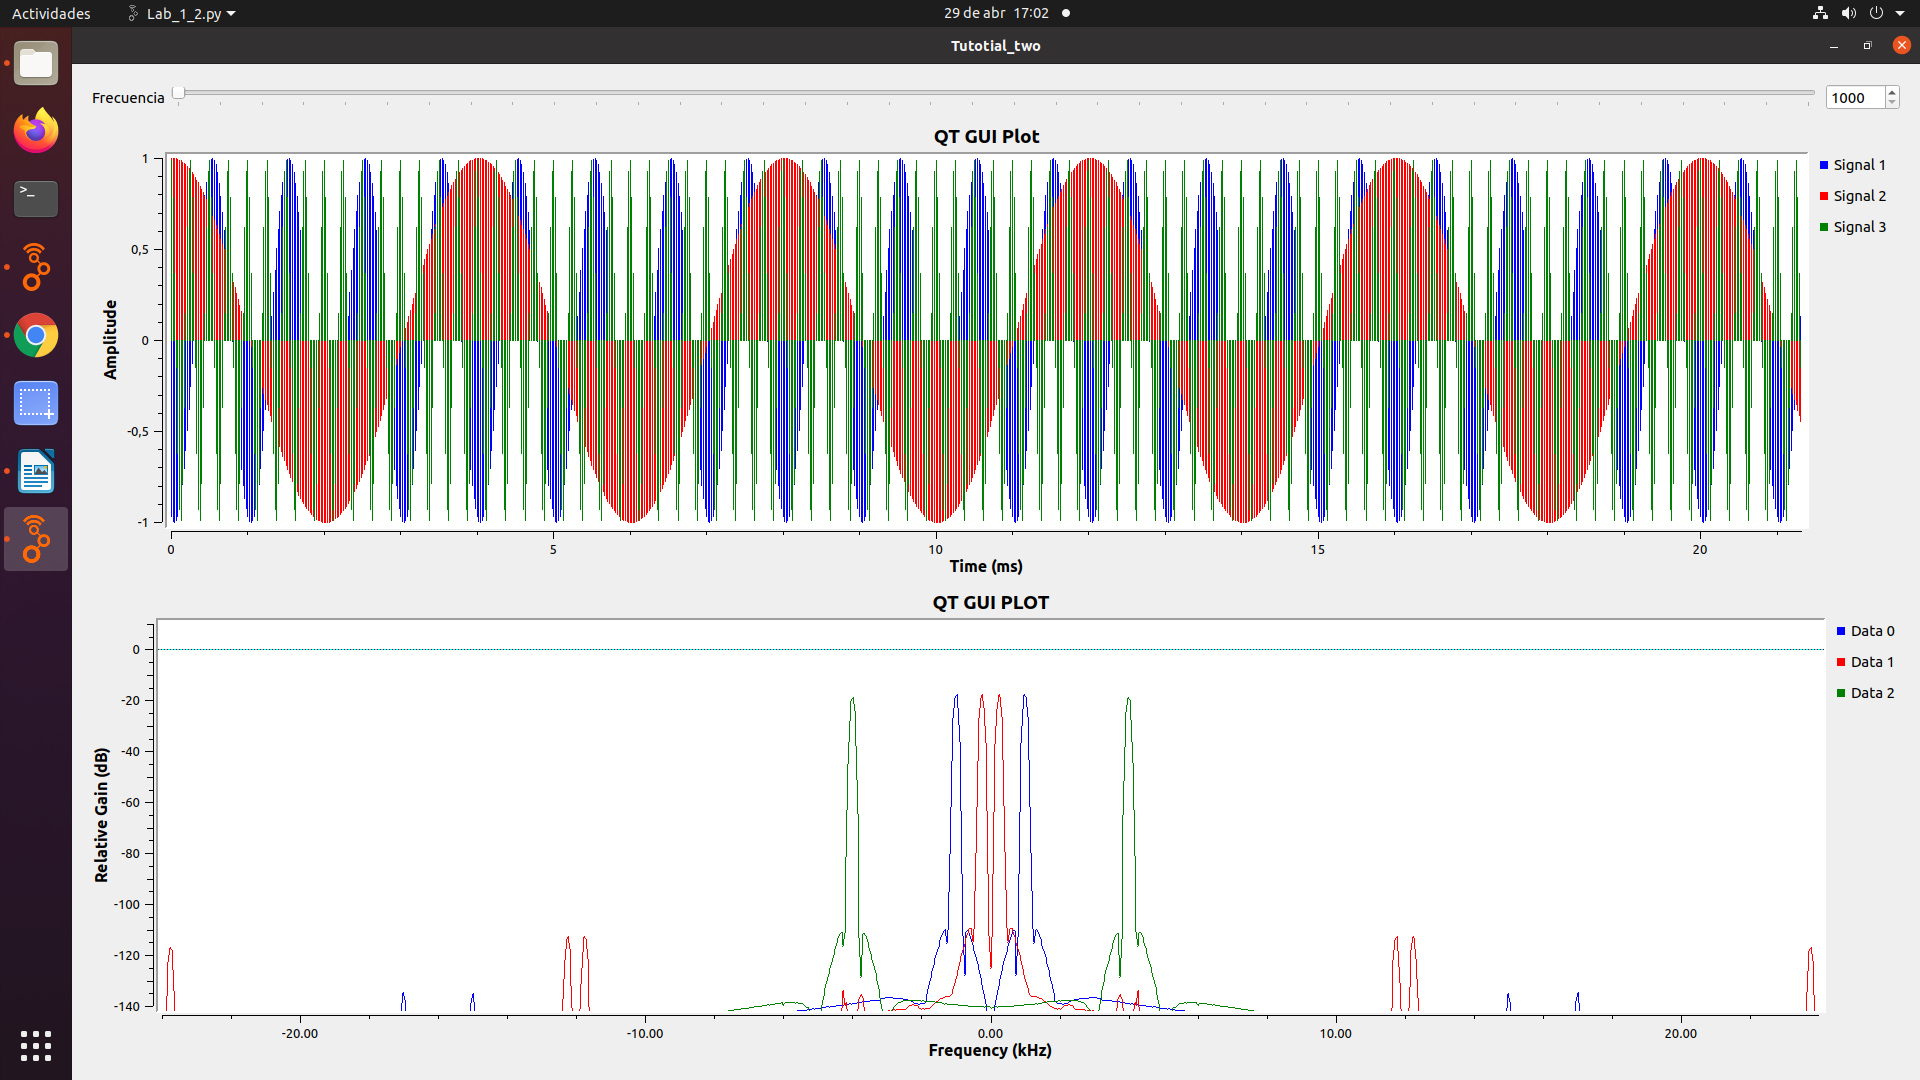 Actividades Lab_1_2.py 29 de abr 17:02
Tutotial_two
Frecuencia 1000
QT GUI Plot
1
0,5
0
-0,5
-1
Amplitude
0 5 10 15 20
Time (ms)
Signal 1
Signal 2
Signal 3
>_
QT GUI PLOT
0
-20
-40
-60
-80
-100
-120
-140
Relative Gain (dB)
-20.00 -10.00 0.00 10.00 20.00
Frequency (kHz)
Data 0
Data 1
Data 2